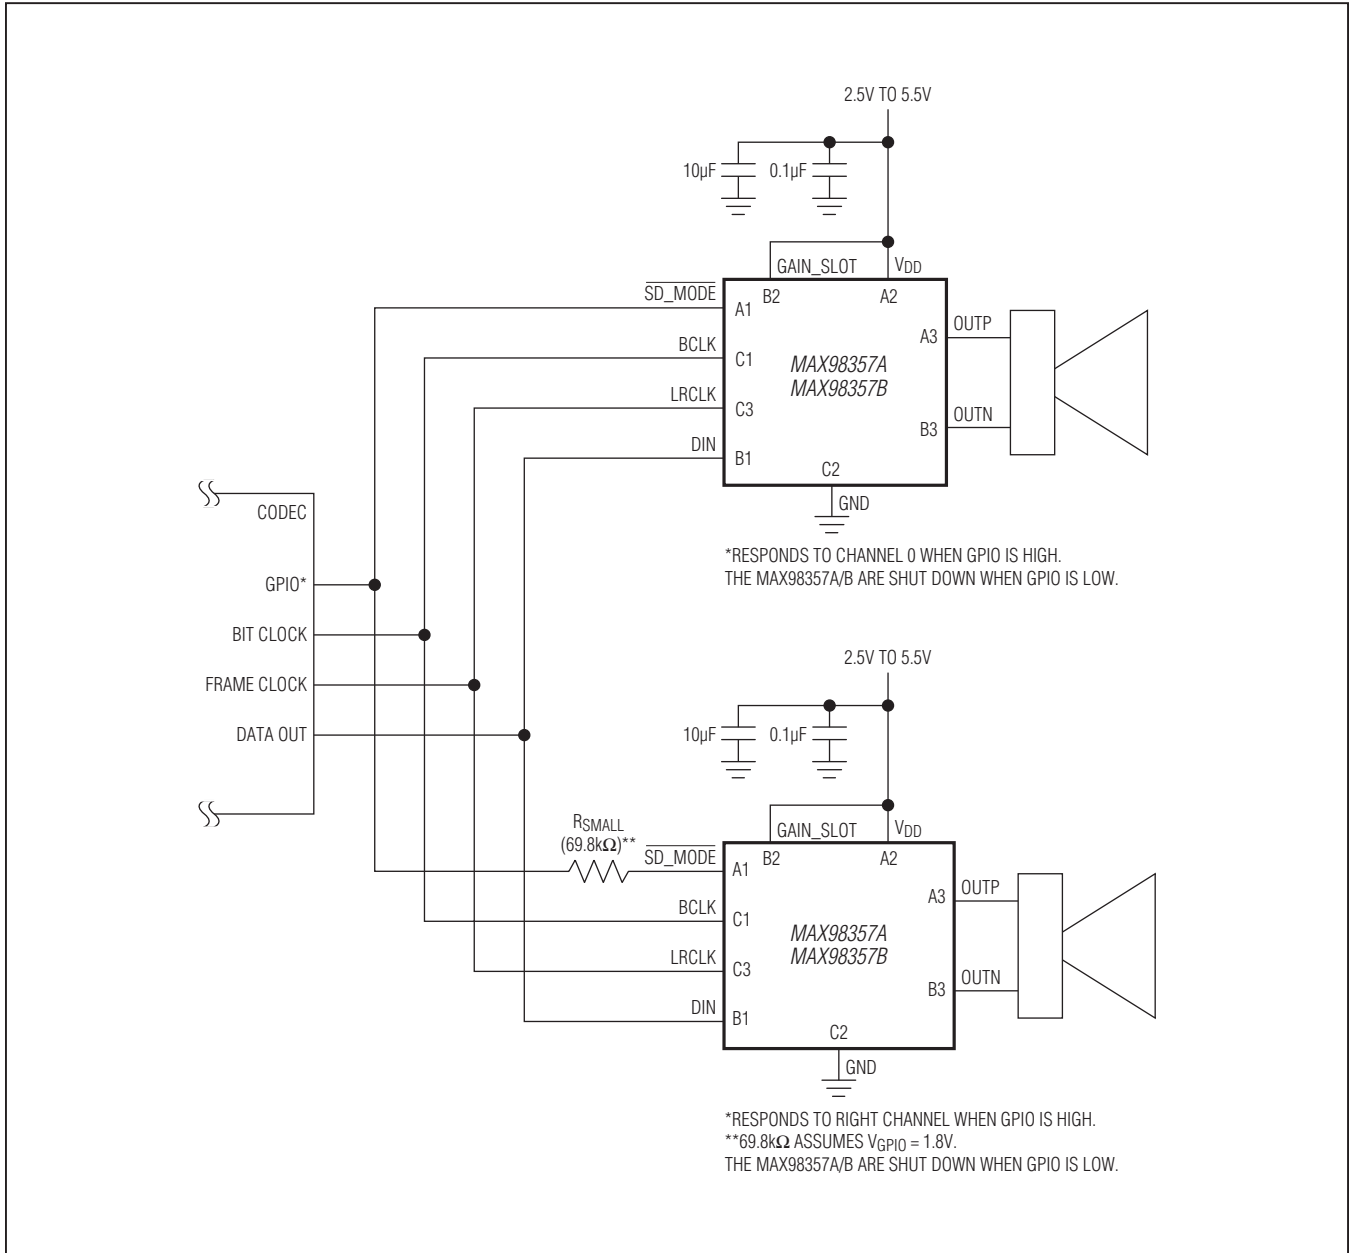 2.5V TO 5.5V
10µF
0.1µF
GAIN_SLOT
VDD
SD_MODE
B2
A2
A1
OUTP
A3
BCLK
C1
MAX98357A
MAX98357B
LRCLK
C3
OUTN
B3
DIN
B1
C2
GND
CODEC
*RESPONDS TO CHANNEL 0 WHEN GPIO IS HIGH.
THE MAX98357A/B ARE SHUT DOWN WHEN GPIO IS LOW.
GPIO*
BIT CLOCK
FRAME CLOCK
DATA OUT
2.5V TO 5.5V
10µF
0.1µF
RSMALL
(69.8kΩ)**
GAIN_SLOT
VDD
SD_MODE
B2
A2
A1
OUTP
A3
BCLK
C1
MAX98357A
MAX98357B
LRCLK
C3
OUTN
B3
DIN
B1
C2
GND
*RESPONDS TO RIGHT CHANNEL WHEN GPIO IS HIGH.
**69.8kΩ ASSUMES VGPIO = 1.8V.
THE MAX98357A/B ARE SHUT DOWN WHEN GPIO IS LOW.